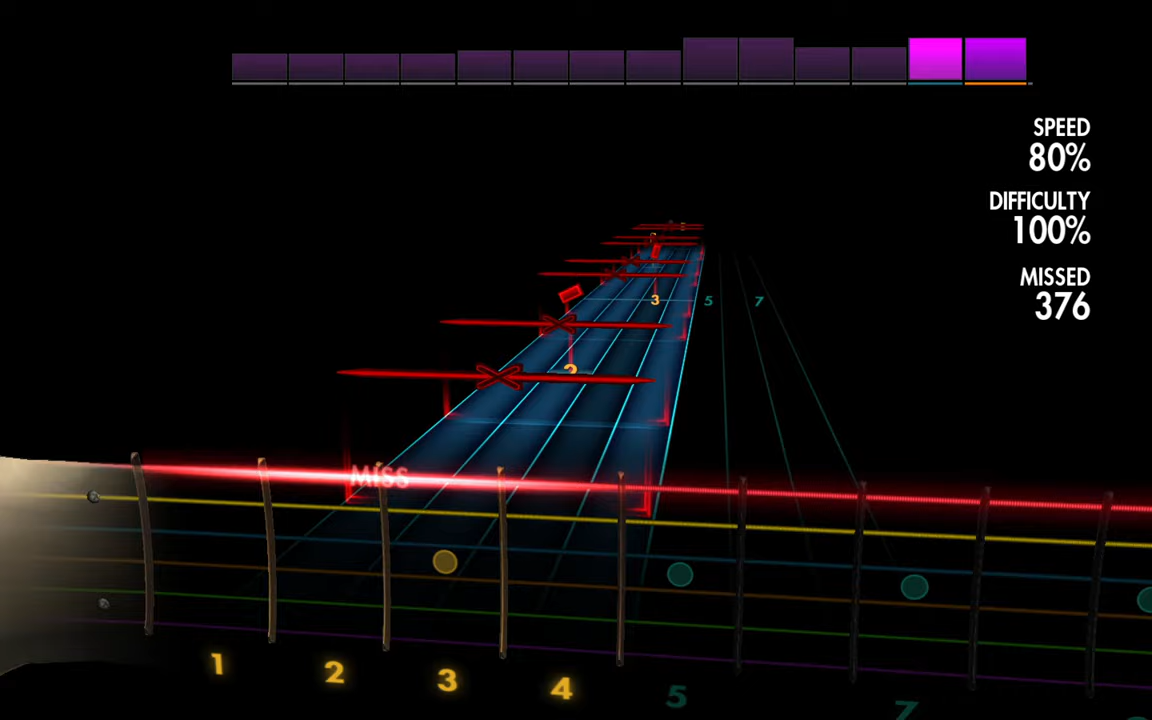 SPEED
80%
DIFFICULTY
100%
MISSED
376
3 5 7
2
MISS
1 2 3 4 5 7